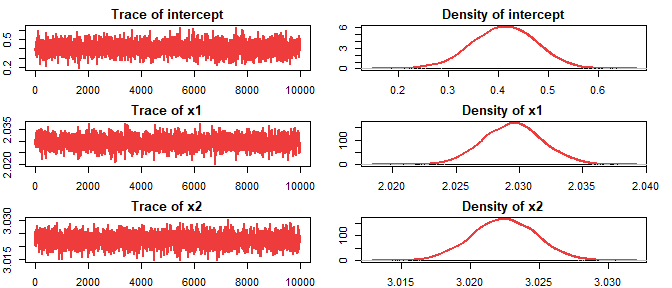 Trace of intercept
0.2 0.5
0 2000 4000 6000 8000 10000
Density of intercept
0 3 6
0.2 0.3 0.4 0.5 0.6
Trace of x1
2.020 2.035
0 2000 4000 6000 8000 10000
Density of x1
0 100
2.020 2.025 2.030 2.035 2.040
Trace of x2
3.015 3.030
0 2000 4000 6000 8000 10000
Density of x2
0 100
3.015 3.020 3.025 3.030